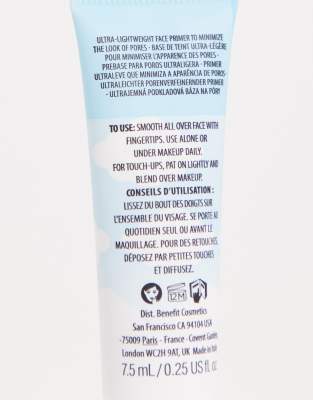 ULTRA-LIGHTWEIGHT FACE PRIMER TO MINIMIZE
THE LOOK OF PORES • BASE DE TEINT ULTRA-LÉGÈRE
POUR MINIMISER L'APPARENCE DES PORES •
PREBASE PARA POROS ULTRALIGERA • PRIMER
ULTRALEVE QUE MINIMIZA A APARÊNCIA DE POROS
• ULTRALEICHTER PORENVERFEINERNDER PRIMER
• ULTRAJEMNÁ PODKLADOVÁ BÁZA NA PÓRY
TO USE: SMOOTH ALL OVER FACE WITH
FINGERTIPS. USE ALONE OR
UNDER MAKEUP DAILY.
FOR TOUCH-UPS, PAT ON LIGHTLY AND
BLEND OVER MAKEUP.
CONSEILS D'UTILISATION :
LISSEZ DU BOUT DES DOIGTS SUR
L'ENSEMBLE DU VISAGE. SE PORTE AU
QUOTIDIEN SEUL OU AVANT LE
MAQUILLAGE. POUR DES RETOUCHES,
DÉPOSEZ PAR PETITES TOUCHES
ET DIFFUSEZ.
12M
Dist. Benefit Cosmetics
San Francisco CA 94104 USA
-75009 Paris - France - Covent Garden,
London WC2H 9AT, UK - Made in Italy
7.5 mL / 0.25 US fl. oz